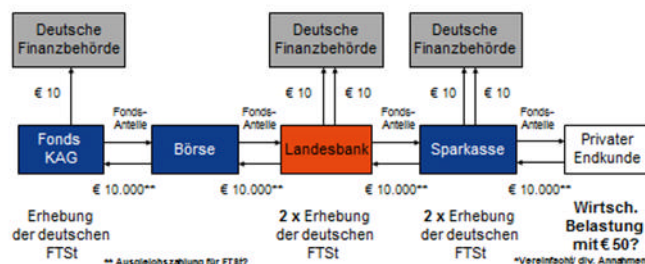 Deutsche
Finanzbehörde
Deutsche
Finanzbehörde
Deutsche
Finanzbehörde
€ 10
€ 10
€ 10
€ 10
€ 10
Fonds-
Anteile
Fonds-
Anteile
Fonds-
Anteile
Fonds-
Anteile
Fonds
KAG
Börse
Landesbank
Sparkasse
Privater
Endkunde
€ 10.000**
€ 10.000**
€ 10.000**
€ 10.000**
Erhebung
der deutschen
FTSt
2 x Erhebung
der deutschen
FTSt
2 x Erhebung
der deutschen
FTSt
Wirtsch.
Belastung
mit € 50?
** Ausgleichszahlung für FTSt?
*Vereinfacht/ div. Annahmen